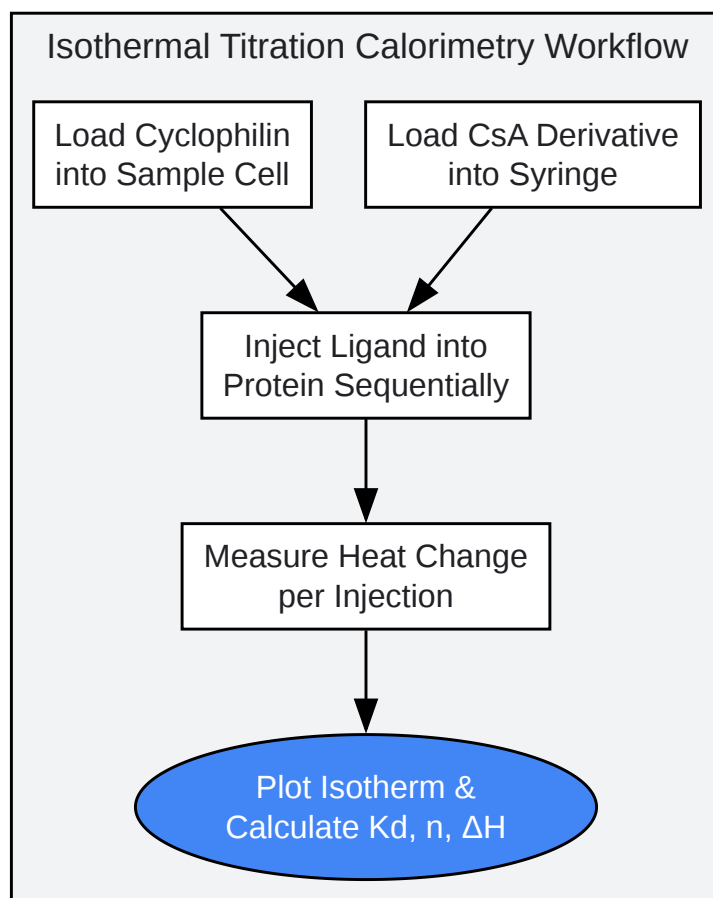 Isothermal Titration Calorimetry Workflow
Load Cyclophilin
into Sample Cell
Load CsA Derivative
into Syringe
Inject Ligand into
Protein Sequentially
Measure Heat Change
per Injection
Plot Isotherm &
Calculate Kd, n, ΔH